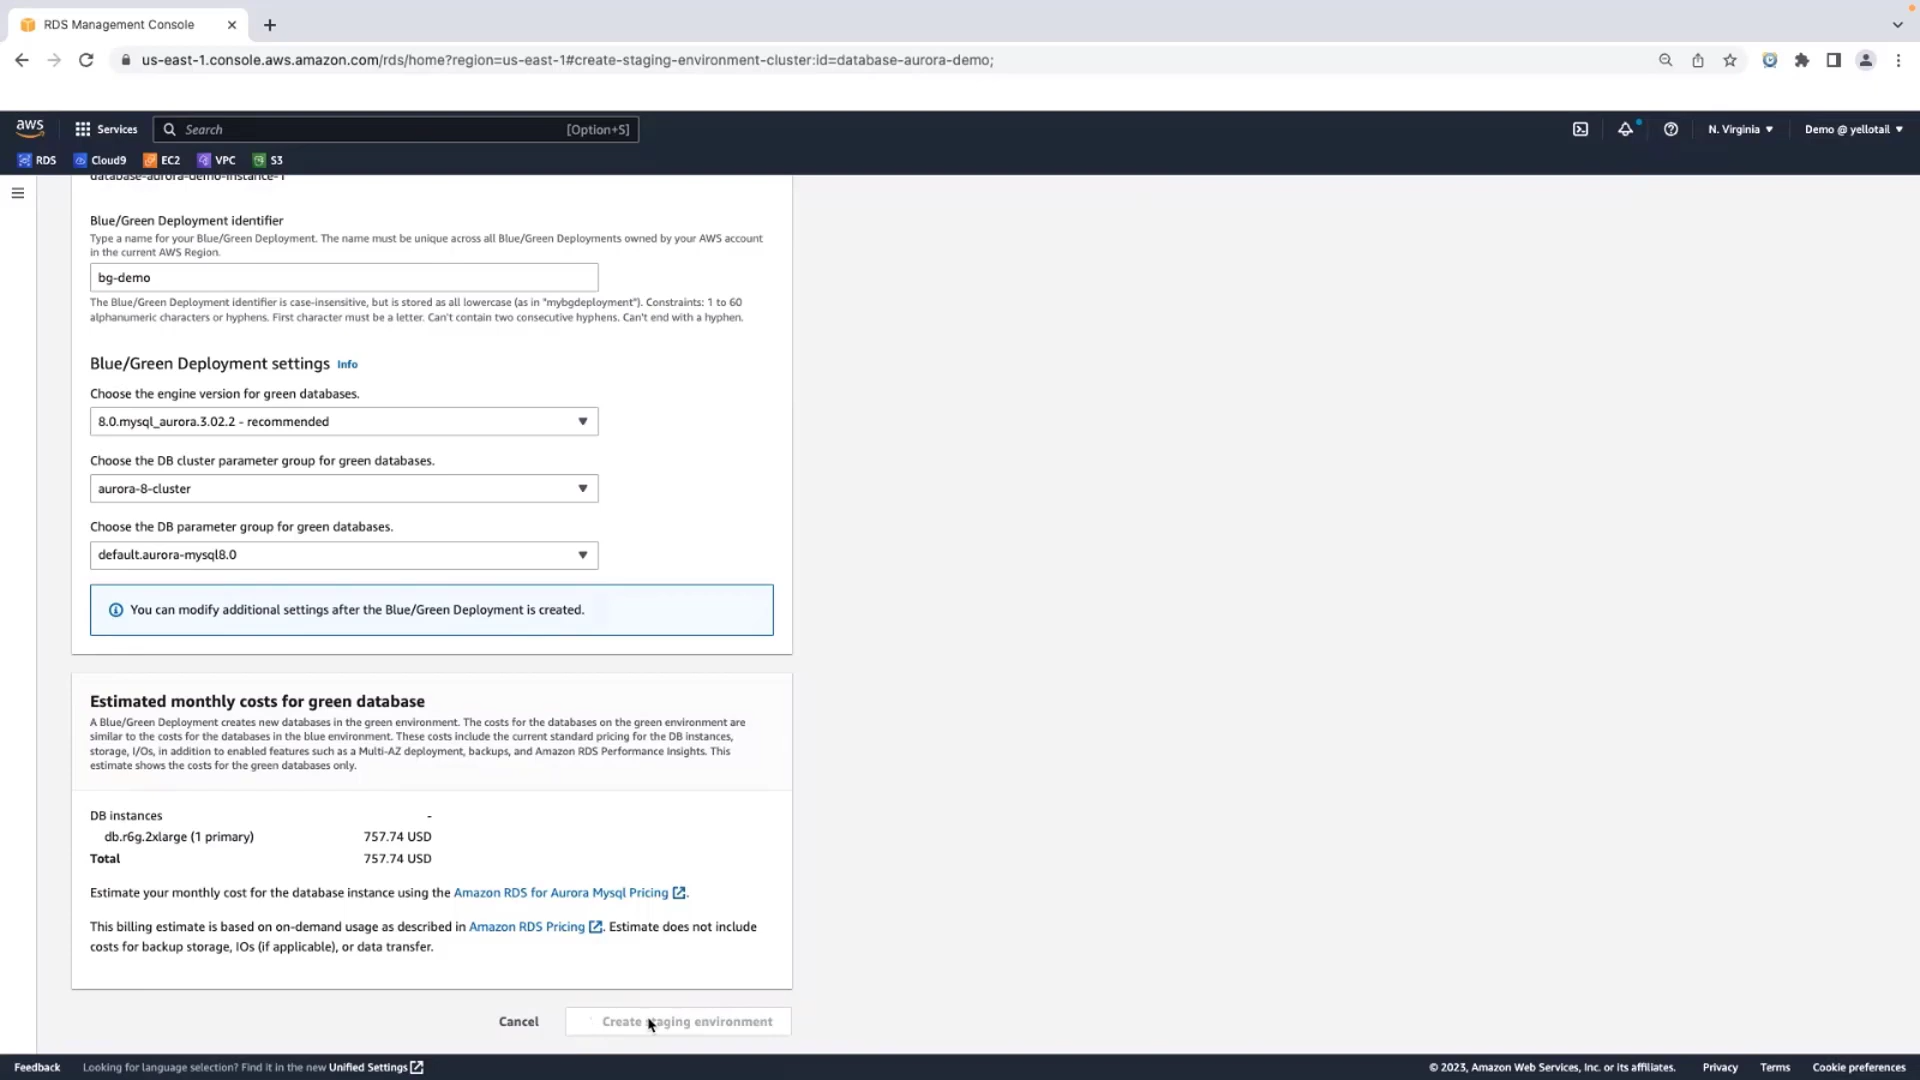 RDS Management Console
us-east-1.console.aws.amazon.com/rds/home?region=us-east-1#create-staging-environment-cluster:id=database-aurora-demo;
aws
Services
Search
[Option+S]
N. Virginia
Demo @ yellotail
RDS
Cloud9
EC2
VPC
S3
database-aurora-demo-instance-1
Blue/Green Deployment identifier
Type a name for your Blue/Green Deployment. The name must be unique across all Blue/Green Deployments owned by your AWS account
in the current AWS Region.
bg-demo
The Blue/Green Deployment identifier is case-insensitive, but is stored as all lowercase (as in "mybgdeployment"). Constraints: 1 to 60
alphanumeric characters or hyphens. First character must be a letter. Can't contain two consecutive hyphens. Can't end with a hyphen.
Blue/Green Deployment settings Info
Choose the engine version for green databases.
8.0.mysql_aurora.3.02.2 - recommended
Choose the DB cluster parameter group for green databases.
aurora-8-cluster
Choose the DB parameter group for green databases.
default.aurora-mysql8.0
You can modify additional settings after the Blue/Green Deployment is created.
Estimated monthly costs for green database
A Blue/Green Deployment creates new databases in the green environment. The costs for the databases on the green environment are
similar to the costs for the databases in the blue environment. These costs include the current standard pricing for the DB instances,
storage, I/Os, in addition to enabled features such as a Multi-AZ deployment, backups, and Amazon RDS Performance Insights. This
estimate shows the costs for the green databases only.
DB instances -
db.r6g.2xlarge (1 primary) 757.74 USD
Total 757.74 USD
Estimate your monthly cost for the database instance using the Amazon RDS for Aurora Mysql Pricing.
This billing estimate is based on on-demand usage as described in Amazon RDS Pricing. Estimate does not include
costs for backup storage, IOs (if applicable), or data transfer.
Cancel
Create staging environment
Feedback
Looking for language selection? Find it in the new Unified Settings
© 2023, Amazon Web Services, Inc. or its affiliates.
Privacy
Terms
Cookie preferences